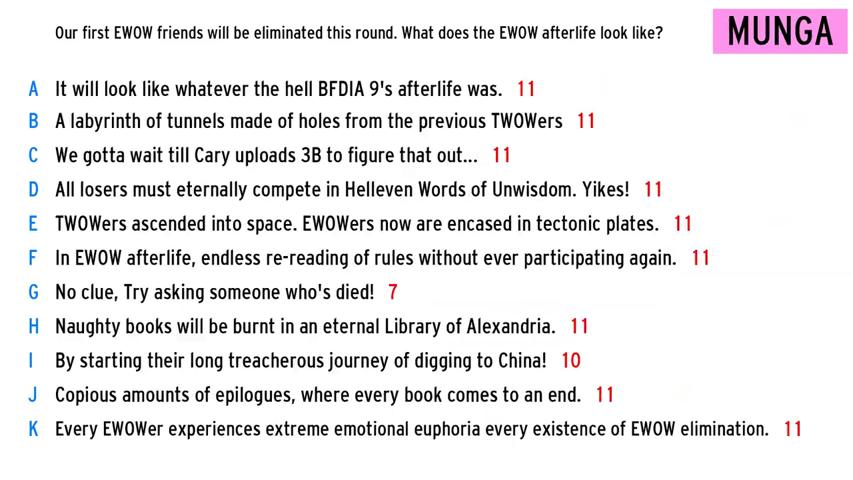 Our first EWOW friends will be eliminated this round. What does the EWOW afterlife look like?
MUNGA
A It will look like whatever the hell BFDIA 9's afterlife was. 11
B A labyrinth of tunnels made of holes from the previous TWOWers 11
C We gotta wait till Cary uploads 3B to figure that out... 11
D All losers must eternally compete in Helleven Words of Unwisdom. Yikes! 11
E TWOWers ascended into space. EWOWers now are encased in tectonic plates. 11
F In EWOW afterlife, endless re-reading of rules without ever participating again. 11
G No clue, Try asking someone who's died! 7
H Naughty books will be burnt in an eternal Library of Alexandria. 11
I By starting their long treacherous journey of digging to China! 10
J Copious amounts of epilogues, where every book comes to an end. 11
K Every EWOWer experiences extreme emotional euphoria every existence of EWOW elimination. 11